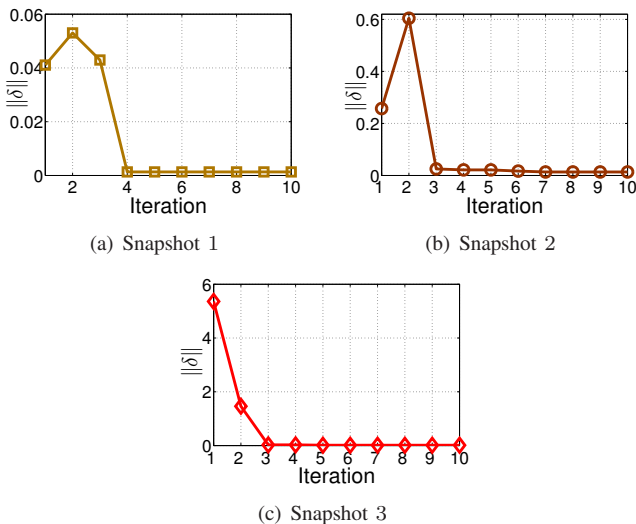 0.06
0.04
0.02
0
||δ||
2 4 6 8 10
Iteration
(a) Snapshot 1
0.6
0.4
0.2
0
||δ||
1 2 3 4 5 6 7 8 9 10
Iteration
(b) Snapshot 2
6
4
2
0
||δ||
1 2 3 4 5 6 7 8 9 10
Iteration
(c) Snapshot 3